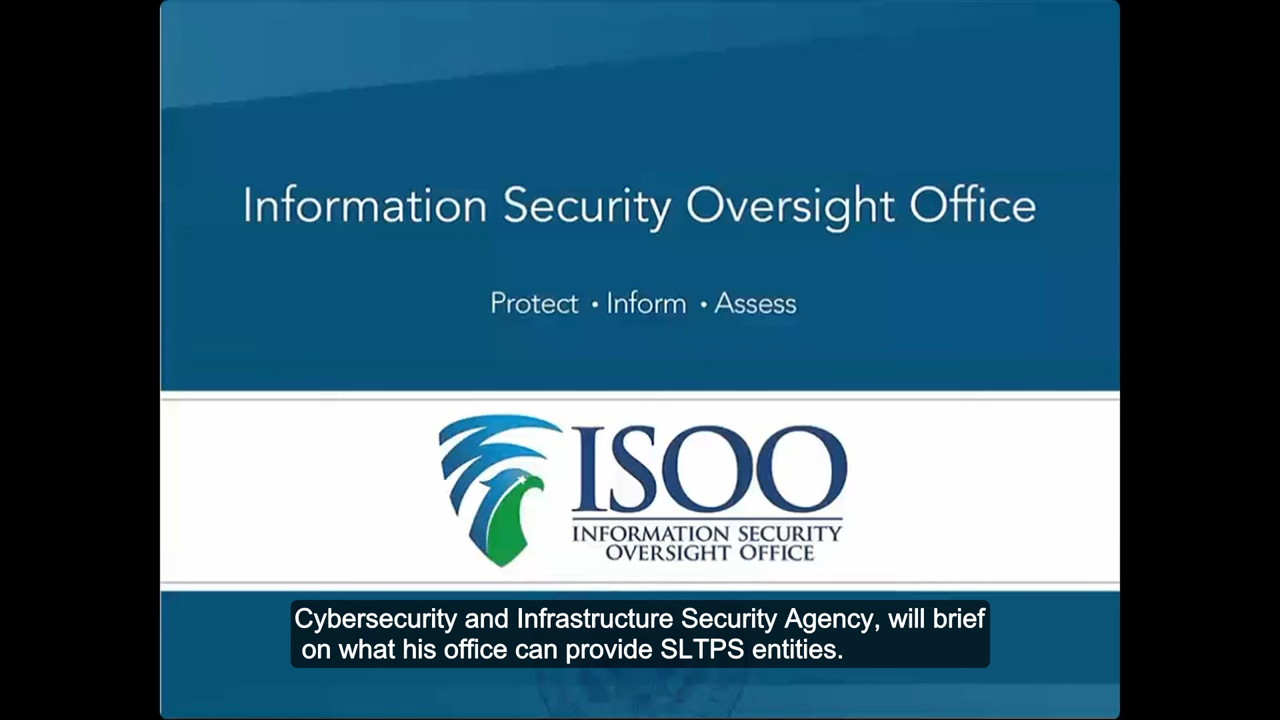 Information Security Oversight Office
Protect • Inform • Assess
ISOO
INFORMATION SECURITY
OVERSIGHT OFFICE
Cybersecurity and Infrastructure Security Agency, will brief
on what his office can provide SLTPS entities.